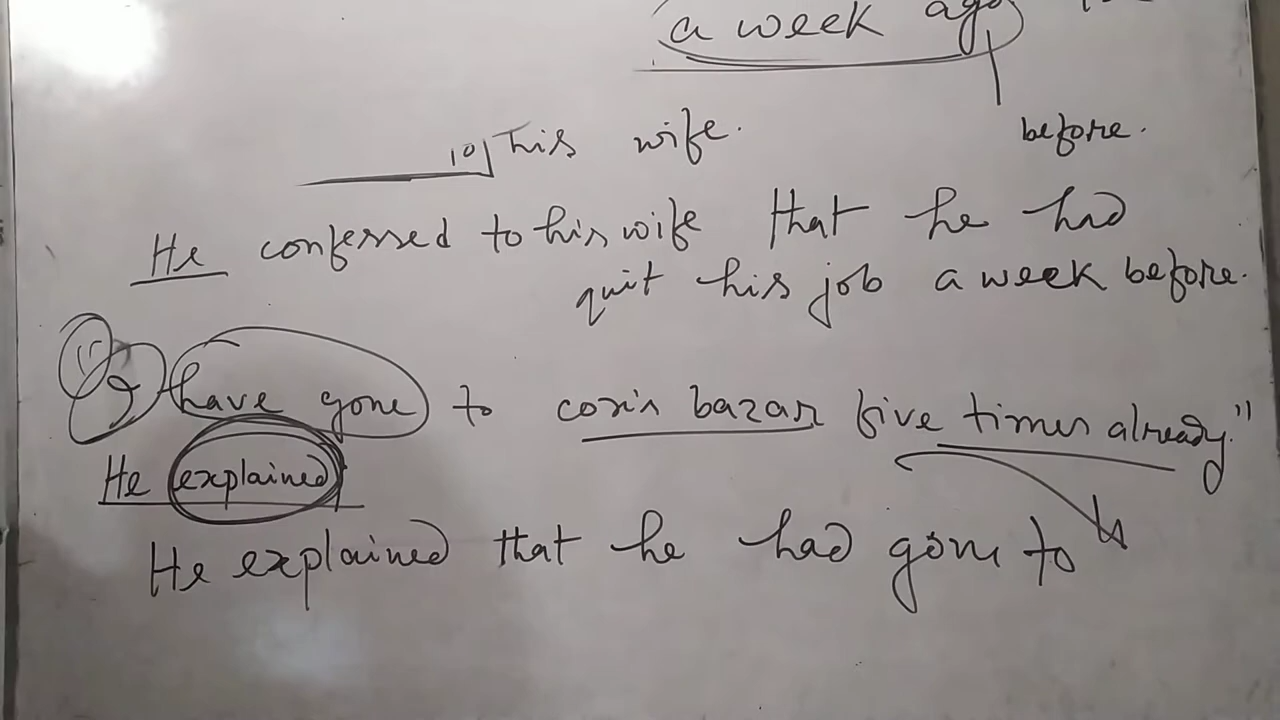 a week ago
to his wife.
before.
He confessed to his wife that he had
quit his job a week before.
"I have gone to cox's bazar five times already."
He explained
He explained that he had gone to